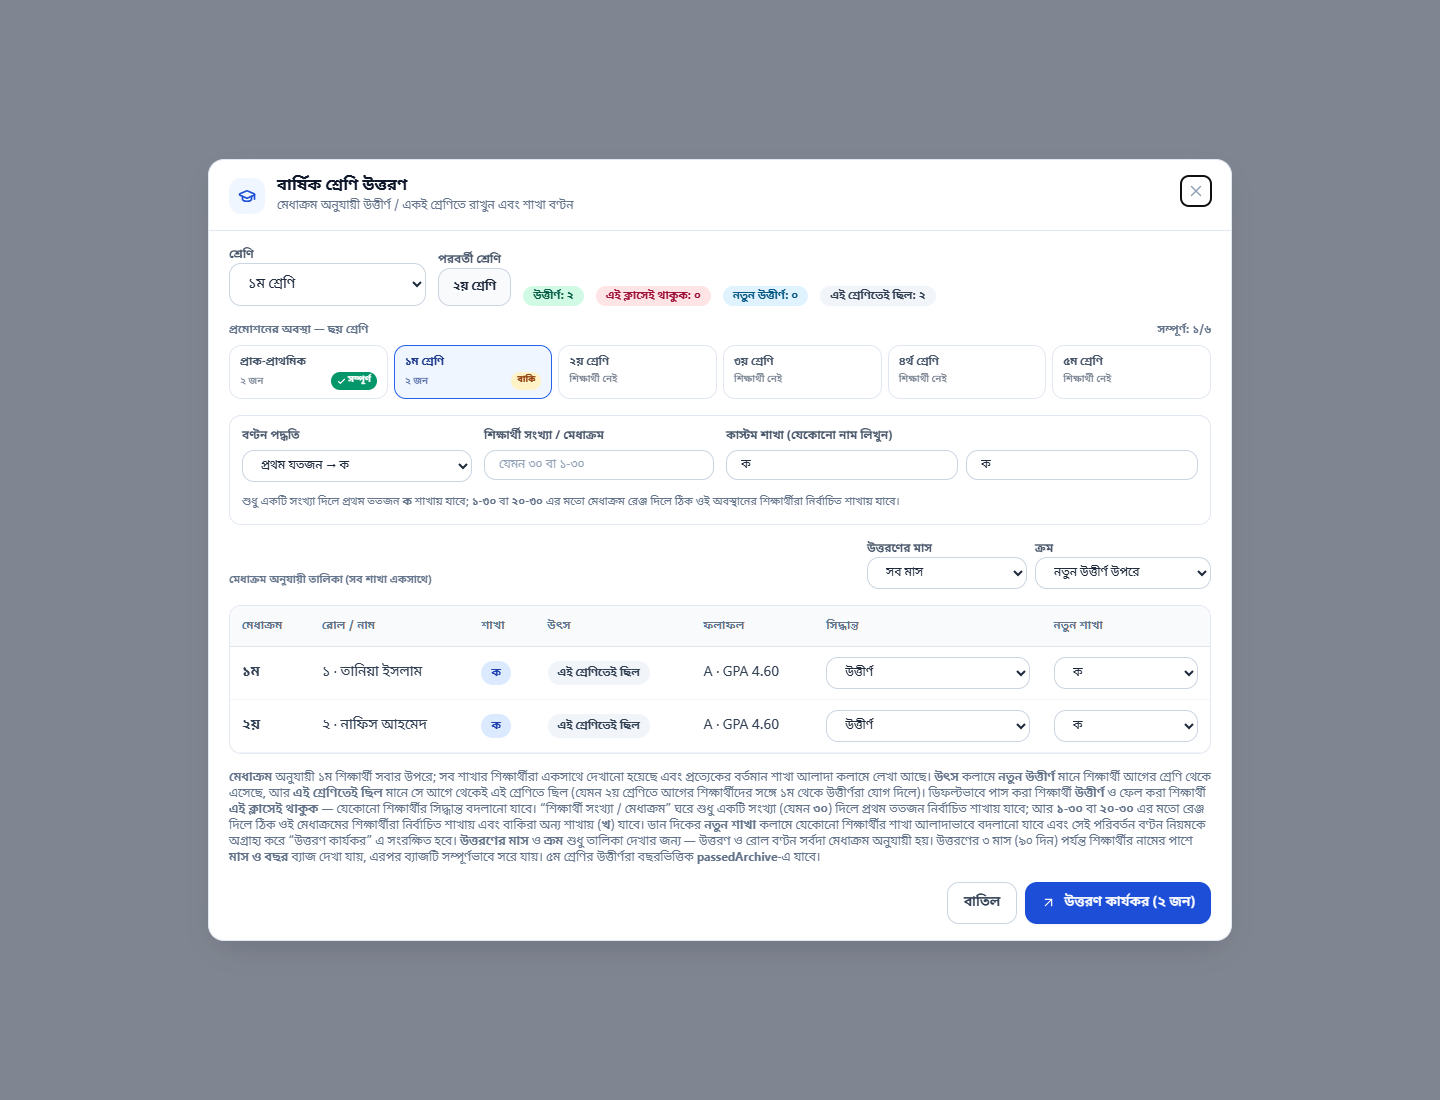 বার্ষিক শ্রেণি উত্তরণ
মেধাক্রম অনুযায়ী উত্তীর্ণ / একই শ্রেণিতে রাখুন এবং শাখা বণ্টন
শ্রেণি
১ম শ্রেণি
পরবর্তী শ্রেণি
২য় শ্রেণি
উত্তীর্ণ: ২
এই ক্লাসেই থাকুক: ০
নতুন উত্তীর্ণ: ০
এই শ্রেণিতেই ছিল: ২
প্রমোশনের অবস্থা — ছয় শ্রেণি
সম্পূর্ণ: ১/৬
প্রাক-প্রাথমিক
২ জন
সম্পূর্ণ
১ম শ্রেণি
২ জন
বাকি
২য় শ্রেণি
শিক্ষার্থী নেই
৩য় শ্রেণি
শিক্ষার্থী নেই
৪র্থ শ্রেণি
শিক্ষার্থী নেই
৫ম শ্রেণি
শিক্ষার্থী নেই
বণ্টন পদ্ধতি
প্রথম যতজন → ক
শিক্ষার্থী সংখ্যা / মেধাক্রম
যেমন ৩০ বা ১-৩০
কাস্টম শাখা (যেকোনো নাম লিখুন)
ক
ক
শুধু একটি সংখ্যা দিলে প্রথম ততজন ক শাখায় যাবে; ১-৩০ বা ২০-৩০ এর মতো মেধাক্রম রেঞ্জ দিলে ঠিক ওই অবস্থানের শিক্ষার্থীরা নির্বাচিত শাখায় যাবে।
মেধাক্রম অনুযায়ী তালিকা (সব শাখা একসাথে)
উত্তরণের মাস
সব মাস
ক্রম
নতুন উত্তীর্ণ উপরে
মেধাক্রম রোল / নাম শাখা উৎস ফলাফল সিদ্ধান্ত নতুন শাখা
১ম ১ · তানিয়া ইসলাম ক এই শ্রেণিতেই ছিল A · GPA 4.60 উত্তীর্ণ ক
২য় ২ · নাফিস আহমেদ ক এই শ্রেণিতেই ছিল A · GPA 4.60 উত্তীর্ণ ক
মেধাক্রম অনুযায়ী ১ম শিক্ষার্থী সবার উপরে; সব শাখার শিক্ষার্থীরা একসাথে দেখানো হয়েছে এবং প্রত্যেকের বর্তমান শাখা আলাদা কলামে লেখা আছে। উৎস কলামে নতুন উত্তীর্ণ মানে শিক্ষার্থী আগের শ্রেণি থেকে
এসেছে, আর এই শ্রেণিতেই ছিল মানে সে আগে থেকেই এই শ্রেণিতে ছিল (যেমন ২য় শ্রেণিতে আগের শিক্ষার্থীদের সঙ্গে ১ম থেকে উত্তীর্ণরা যোগ দিলে)। ডিফল্টভাবে পাস করা শিক্ষার্থী উত্তীর্ণ ও ফেল করা শিক্ষার্থী
এই ক্লাসেই থাকুক — যেকোনো শিক্ষার্থীর সিদ্ধান্ত বদলানো যাবে। “শিক্ষার্থী সংখ্যা / মেধাক্রম” ঘরে শুধু একটি সংখ্যা (যেমন ৩০) দিলে প্রথম ততজন নির্বাচিত শাখায় যাবে; আর ১-৩০ বা ২০-৩০ এর মতো রেঞ্জ
দিলে ঠিক ওই মেধাক্রমের শিক্ষার্থীরা নির্বাচিত শাখায় এবং বাকিরা অন্য শাখায় (খ) যাবে। ডান দিকের নতুন শাখা কলামে যেকোনো শিক্ষার্থীর শাখা আলাদাভাবে বদলানো যাবে এবং সেই পরিবর্তন বণ্টন নিয়মকে
অগ্রাহ্য করে “উত্তরণ কার্যকর” এ সংরক্ষিত হবে। উত্তরণের মাস ও ক্রম শুধু তালিকা দেখার জন্য — উত্তরণ ও রোল বণ্টন সর্বদা মেধাক্রম অনুযায়ী হয়। উত্তরণের ৩ মাস (৯০ দিন) পর্যন্ত শিক্ষার্থীর নামের পাশে
মাস ও বছর ব্যাজ দেখা যায়, এরপর ব্যাজটি সম্পূর্ণভাবে সরে যায়। ৫ম শ্রেণির উত্তীর্ণরা বছরভিত্তিক passedArchive-এ যাবে।
বাতিল
উত্তরণ কার্যকর (২ জন)